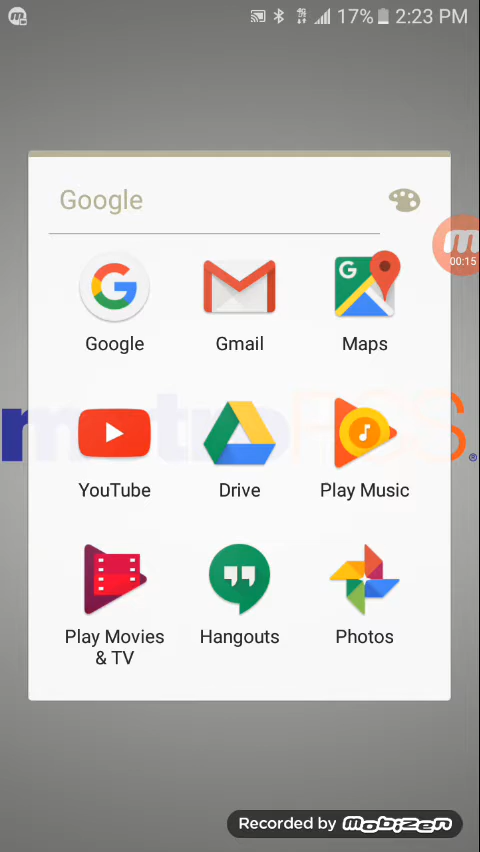 17% 2:23 PM
Google
00:15
Google
Gmail
Maps
metroPCS®
YouTube
Drive
Play Music
Play Movies
& TV
Hangouts
Photos
Recorded by mobizen